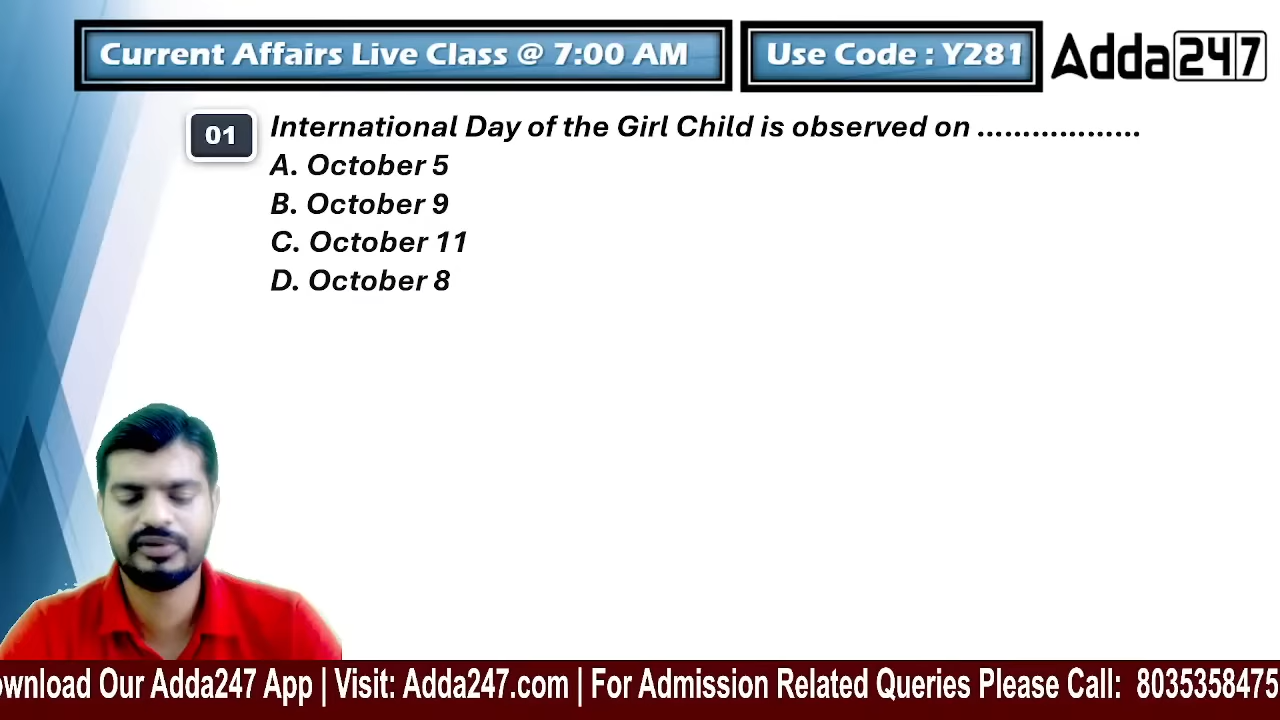 Current Affairs Live Class @ 7:00 AM
Use Code : Y281
Adda247
01
International Day of the Girl Child is observed on ..................
A. October 5
B. October 9
C. October 11
D. October 8
Our Adda247 App | Visit: Adda247.com | For Admission Related Queries Please Call: 8035358475